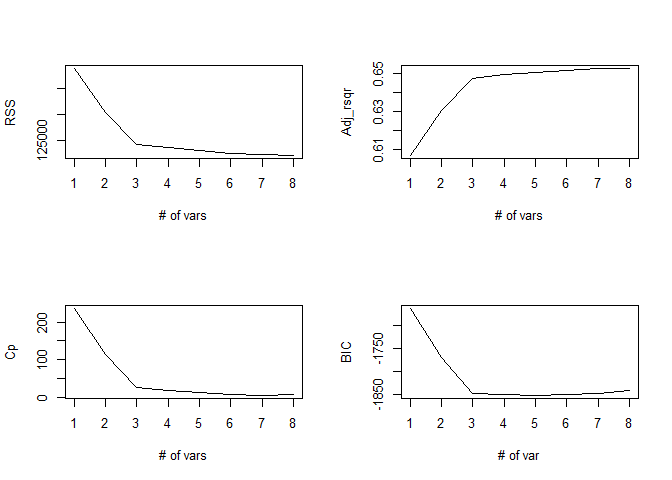 RSS
125000
1 2 3 4 5 6 7 8
# of vars
Adj_rsqr
0.61 0.63 0.65
1 2 3 4 5 6 7 8
# of vars
Cp
0 100 200
1 2 3 4 5 6 7 8
# of vars
BIC
-1850 -1750
1 2 3 4 5 6 7 8
# of var